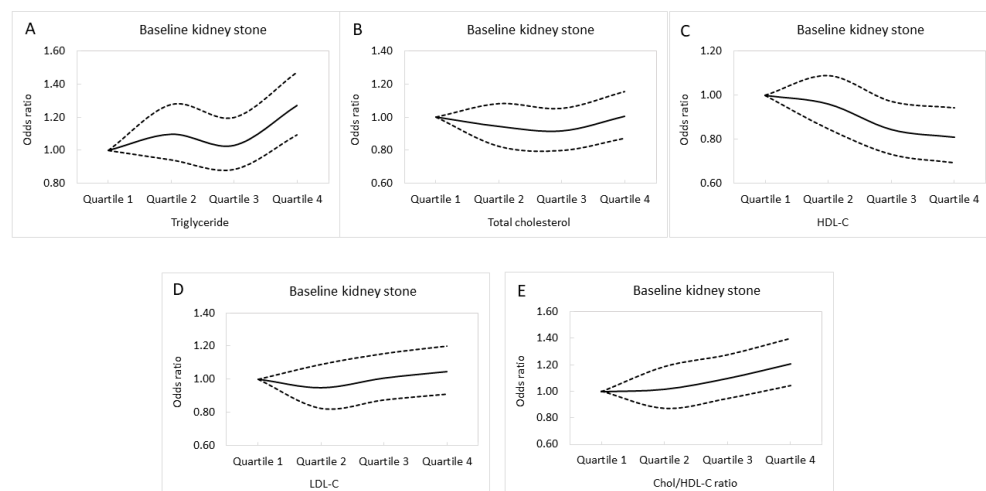 A
Baseline kidney stone
1.60
1.40
1.20
1.00
0.80
Odds ratio
Quartile 1 Quartile 2 Quartile 3 Quartile 4
Triglyceride
B
Baseline kidney stone
1.40
1.20
1.00
0.80
0.60
Odds ratio
Quartile 1 Quartile 2 Quartile 3 Quartile 4
Total cholesterol
C
Baseline kidney stone
1.20
1.00
0.80
0.60
Odds ratio
Quartile 1 Quartile 2 Quartile 3 Quartile 4
HDL-C
D
Baseline kidney stone
1.40
1.20
1.00
0.80
0.60
Odds ratio
Quartile 1 Quartile 2 Quartile 3 Quartile 4
LDL-C
E
Baseline kidney stone
1.60
1.40
1.20
1.00
0.80
0.60
Odds ratio
Quartile 1 Quartile 2 Quartile 3 Quartile 4
Chol/HDL-C ratio